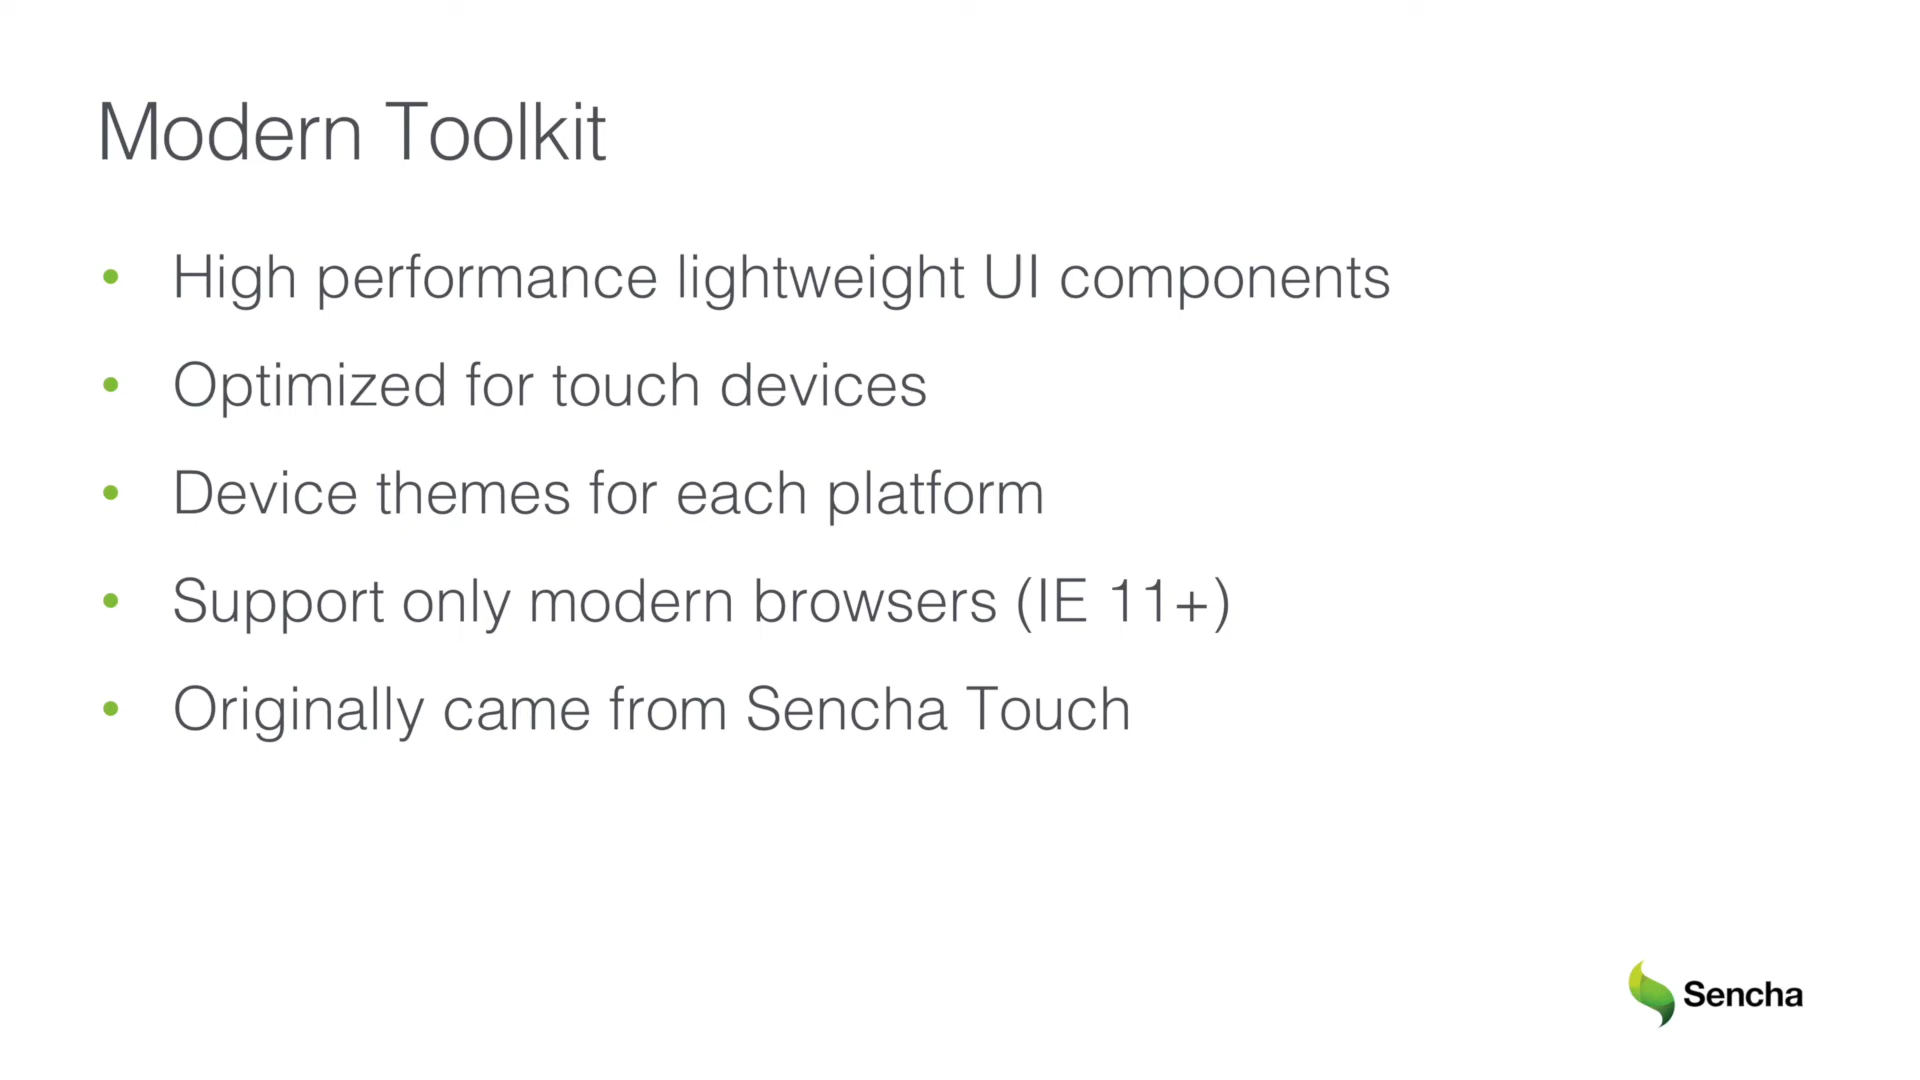 Modern Toolkit
• High performance lightweight UI components
• Optimized for touch devices
• Device themes for each platform
• Support only modern browsers (IE 11+)
• Originally came from Sencha Touch
Sencha